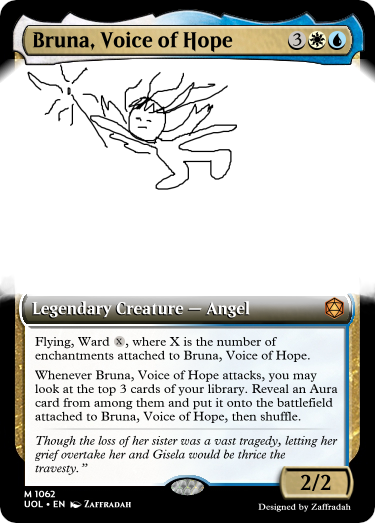 Bruna, Voice of Hope 3
Legendary Creature — Angel
Flying, Ward X, where X is the number of
enchantments attached to Bruna, Voice of Hope.
Whenever Bruna, Voice of Hope attacks, you may
look at the top 3 cards of your library. Reveal an Aura
card from among them and put it onto the battlefield
attached to Bruna, Voice of Hope, then shuffle.
Though the loss of her sister was a vast tragedy, letting her
grief overtake her and Gisela would be thrice the
travesty.”
2/2
M 1062
UOL • EN Zaffradah
Designed by Zaffradah